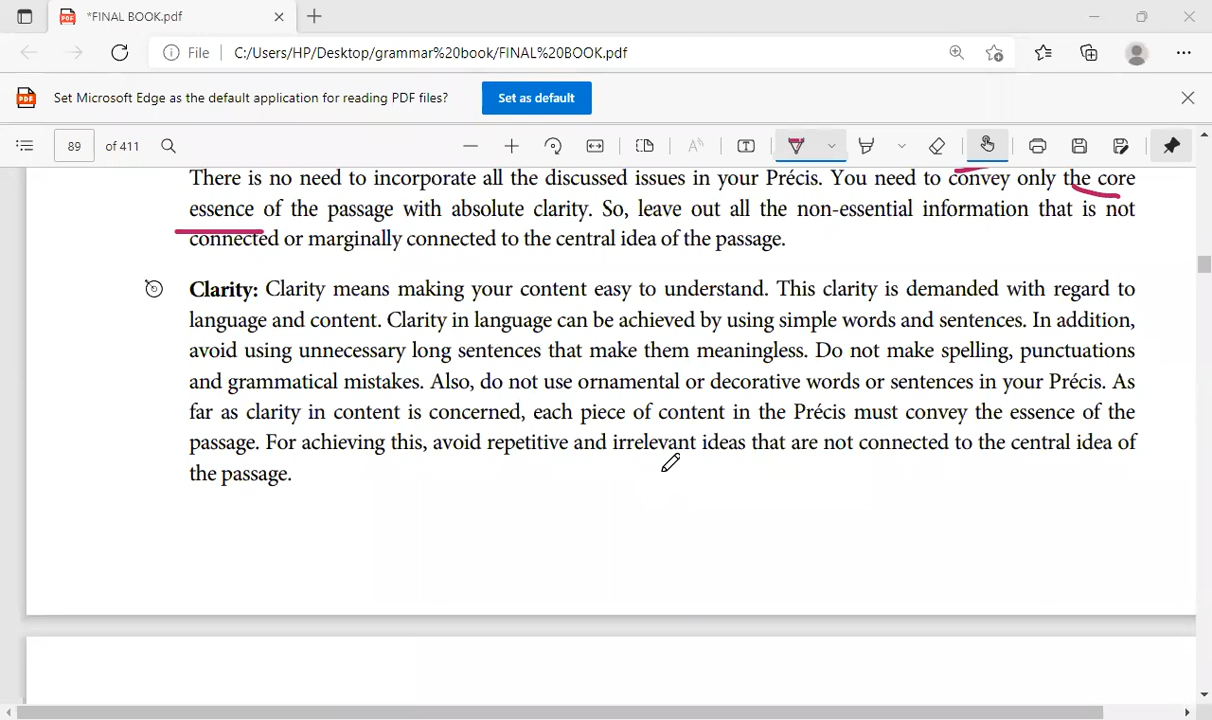 *FINAL BOOK.pdf
File C:/Users/HP/Desktop/grammar%20book/FINAL%20BOOK.pdf
Set Microsoft Edge as the default application for reading PDF files? Set as default
89 of 411
There is no need to incorporate all the discussed issues in your Précis. You need to convey only the core
essence of the passage with absolute clarity. So, leave out all the non-essential information that is not
connected or marginally connected to the central idea of the passage.
Clarity: Clarity means making your content easy to understand. This clarity is demanded with regard to
language and content. Clarity in language can be achieved by using simple words and sentences. In addition,
avoid using unnecessary long sentences that make them meaningless. Do not make spelling, punctuations
and grammatical mistakes. Also, do not use ornamental or decorative words or sentences in your Précis. As
far as clarity in content is concerned, each piece of content in the Précis must convey the essence of the
passage. For achieving this, avoid repetitive and irrelevant ideas that are not connected to the central idea of
the passage.